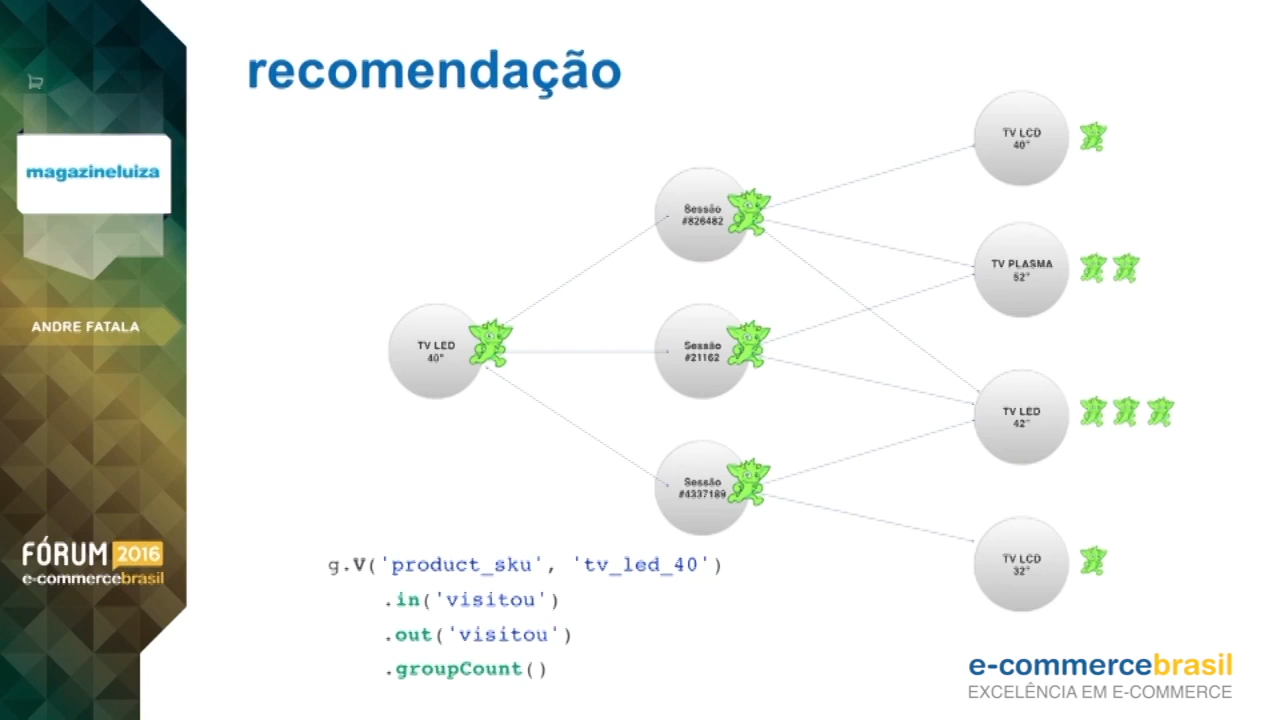 recomendação
magazineluiza
ANDRE FATALA
FÓRUM 2016
e-commercebrasil
TV LED
40"
Sessão
#826482
Sessão
#21162
Sessão
#4337189
TV LCD
40"
TV PLASMA
52"
TV LED
42"
TV LCD
32"
g.V('product_sku', 'tv_led_40')
.in('visitou')
.out('visitou')
.groupCount()
e-commercebrasil
EXCELÊNCIA EM E-COMMERCE